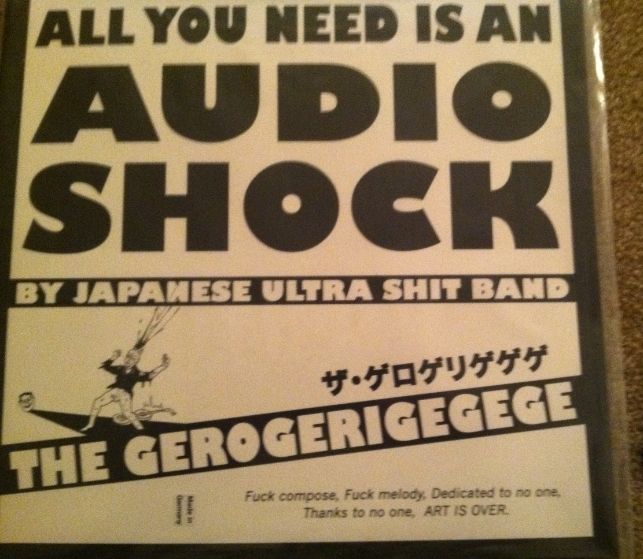 ALL YOU NEED IS AN
AUDIO
SHOCK
BY JAPANESE ULTRA SHIT BAND
ザ・ゲロゲリゲゲゲ
THE GEROGERIGEGEGE
Fuck compose, Fuck melody, Dedicated to no one,
Thanks to no one, ART IS OVER.
Made in
Germany